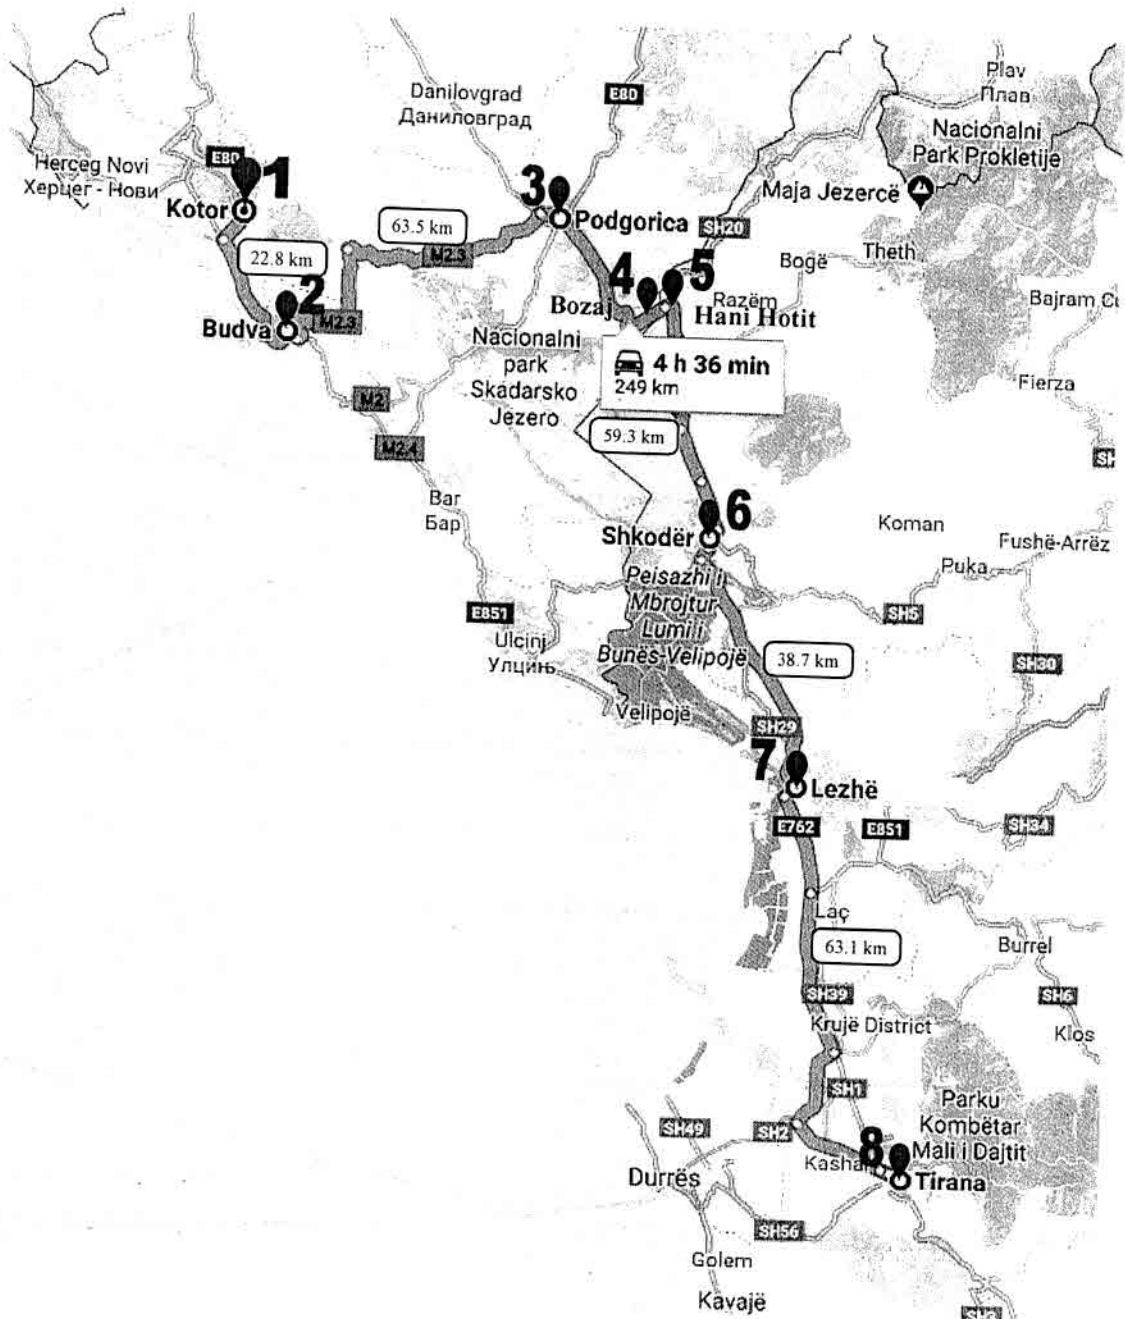 Plav
Плав
Danilovgrad
Даниловград
E80
Nacionalni
Park Prokletije
Herceg Novi
Херцег - Нови
E80
1
Kotor
3
Podgorica
Maja Jezercë
63.5 km
M2.3
SH20
22.8 km
Bogë
Theth
2
4
5
Bozaj
Razëm
Hani Hotit
Budva
M2.3
Nacionalni
park
Skadarsko
Jezero
4 h 36 min
249 km
Fierza
M2
59.3 km
M2.4
Bar
Бар
6
Shkodër
Koman
Fushë-Arrëz
Puka
Peisazhi i
Mbrojtur
Lumi i
Bunës-Velipojë
SH5
E851
Ulcinj
Улцињ
38.7 km
SH30
Velipojë
SH29
7
Lezhë
E762
E851
SH34
Laç
63.1 km
Burrel
SH39
SH6
Krujë District
Klos
SH1
Parku
Kombëtar
Mali i Dajtit
SH49
SH2
8
Durrës
Tirana
SH56
Golem
Kavajë